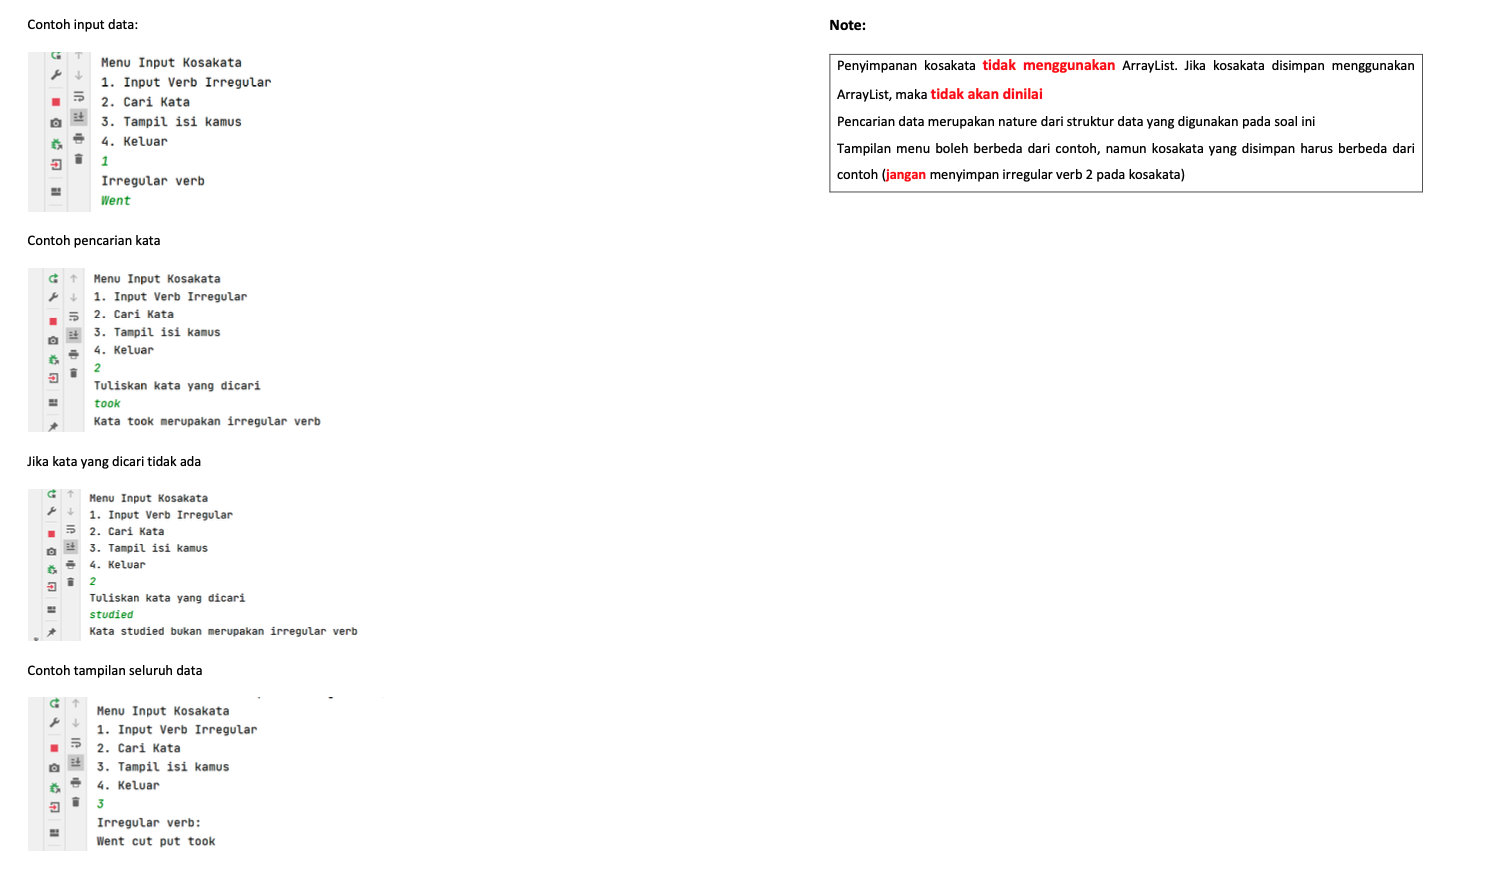 Contoh input data:
Menu Input Kosakata
1. Input Verb Irregular
2. Cari Kata
3. Tampil isi kamus
4. Keluar
1
Irregular verb
Went
Contoh pencarian kata
Menu Input Kosakata
1. Input Verb Irregular
2. Cari Kata
3. Tampil isi kamus
4. Keluar
2
Tuliskan kata yang dicari
took
Kata took merupakan irregular verb
Jika kata yang dicari tidak ada
Menu Input Kosakata
1. Input Verb Irregular
2. Cari Kata
3. Tampil isi kamus
4. Keluar
2
Tuliskan kata yang dicari
studied
Kata studied bukan merupakan irregular verb
Contoh tampilan seluruh data
Menu Input Kosakata
1. Input Verb Irregular
2. Cari Kata
3. Tampil isi kamus
4. Keluar
3
Irregular verb:
Went cut put took
Note:
Penyimpanan kosakata tidak menggunakan ArrayList. Jika kosakata disimpan menggunakan
ArrayList, maka tidak akan dinilai
Pencarian data merupakan nature dari struktur data yang digunakan pada soal ini
Tampilan menu boleh berbeda dari contoh, namun kosakata yang disimpan harus berbeda dari
contoh (jangan menyimpan irregular verb 2 pada kosakata)